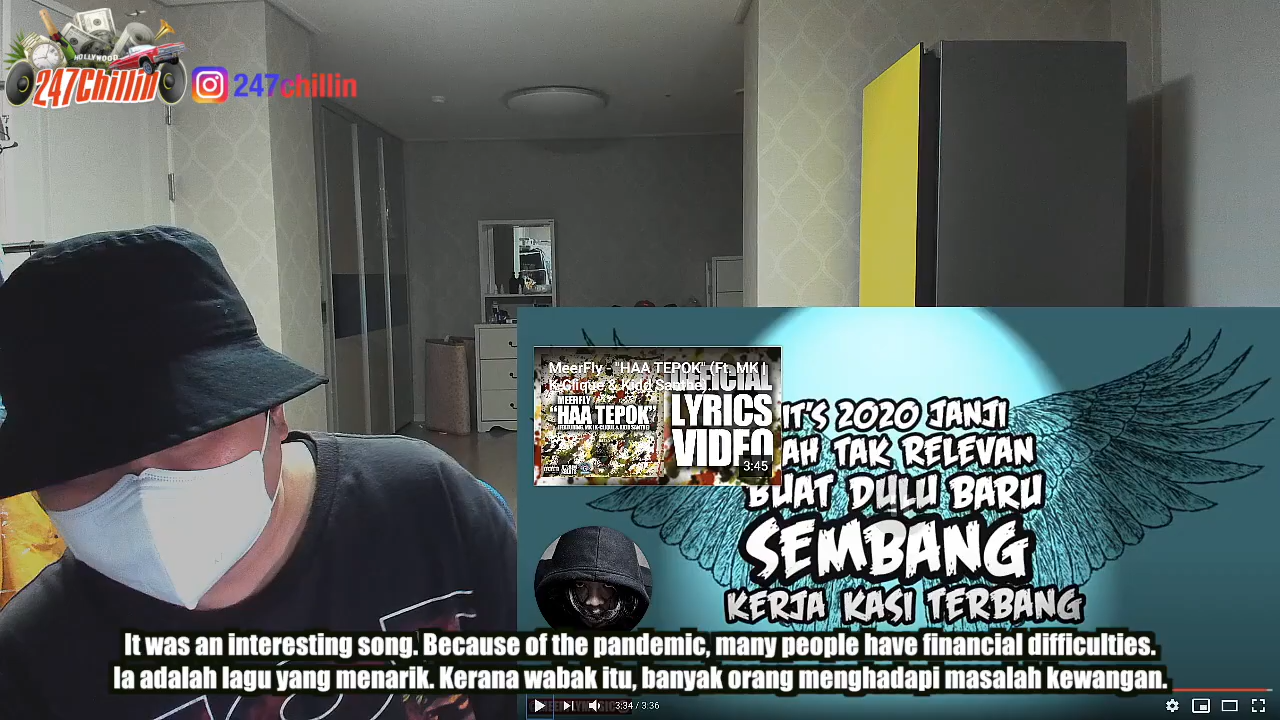 HOLLYWOOD
247Chillin
247chillin
MeerFly - "HAA TEPOK" (Ft. MK |
K-Clique & Kidd Santhe)
OFFICIAL
LYRICS
VIDEO
MEERFLY
"HAA TEPOK"
3:45
IT'S 2020 JANJI
AH TAK RELEVAN
BUAT DULU BARU
SEMBANG
KERJA KASI TERBANG
It was an interesting song. Because of the pandemic, many people have financial difficulties.
Ia adalah lagu yang menarik. Kerana wabak itu, banyak orang menghadapi masalah kewangan.
3:34 / 3:36